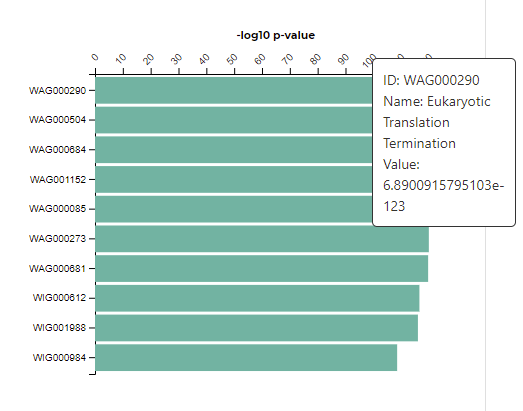 -log10 p-value
0 10 20 30 40 50 60 70 80 90
ID: WAG000290
Name: Eukaryotic
Translation
Termination
Value:
6.8900915795103e-
123
WAG000290
WAG000504
WAG000684
WAG001152
WAG000085
WAG000273
WAG000681
WIG000612
WIG001988
WIG000984